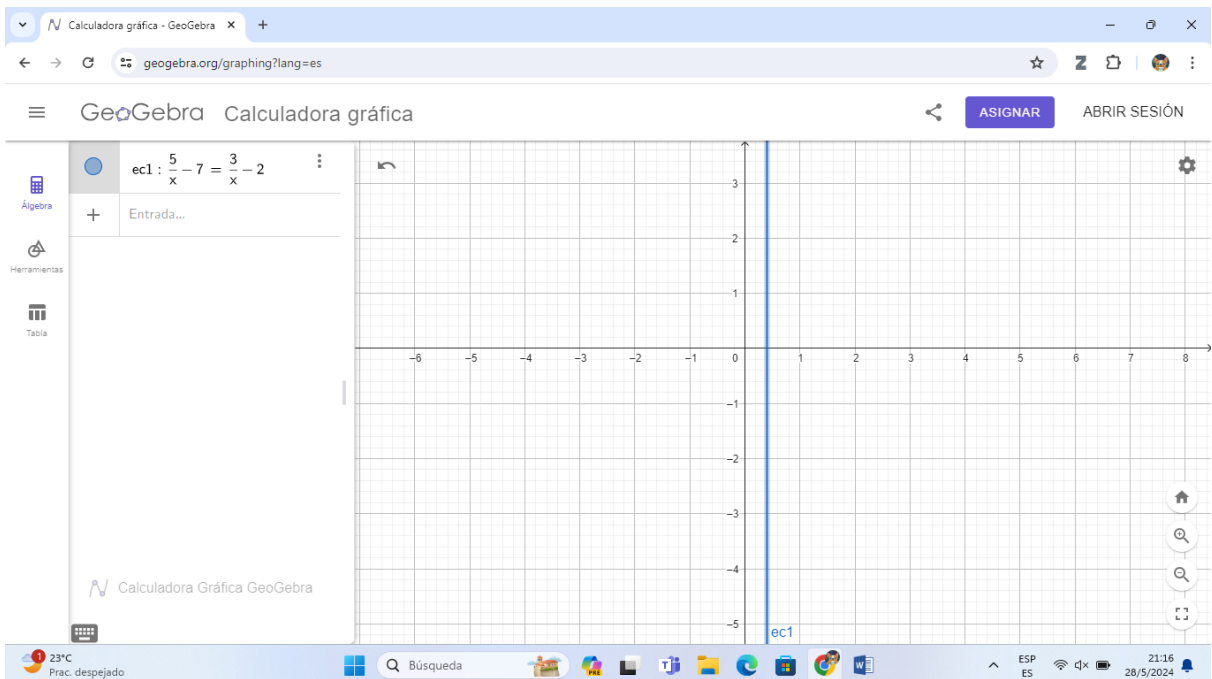 Calculadora gráfica - GeoGebra
geogebra.org/graphing?lang=es
GeoGebra Calculadora gráfica
ASIGNAR
ABRIR SESIÓN
Álgebra
Herramientas
Tabla
ec1 : 5/x − 7 = 3/x − 2
Entrada...
Calculadora Gráfica GeoGebra
3
2
1
−6 −5 −4 −3 −2 −1 0 1 2 3 4 5 6 7 8
−1
−2
−3
−4
−5
ec1
1
23°C
Prac. despejado
Búsqueda
PRE
ESP
ES
21:16
28/5/2024